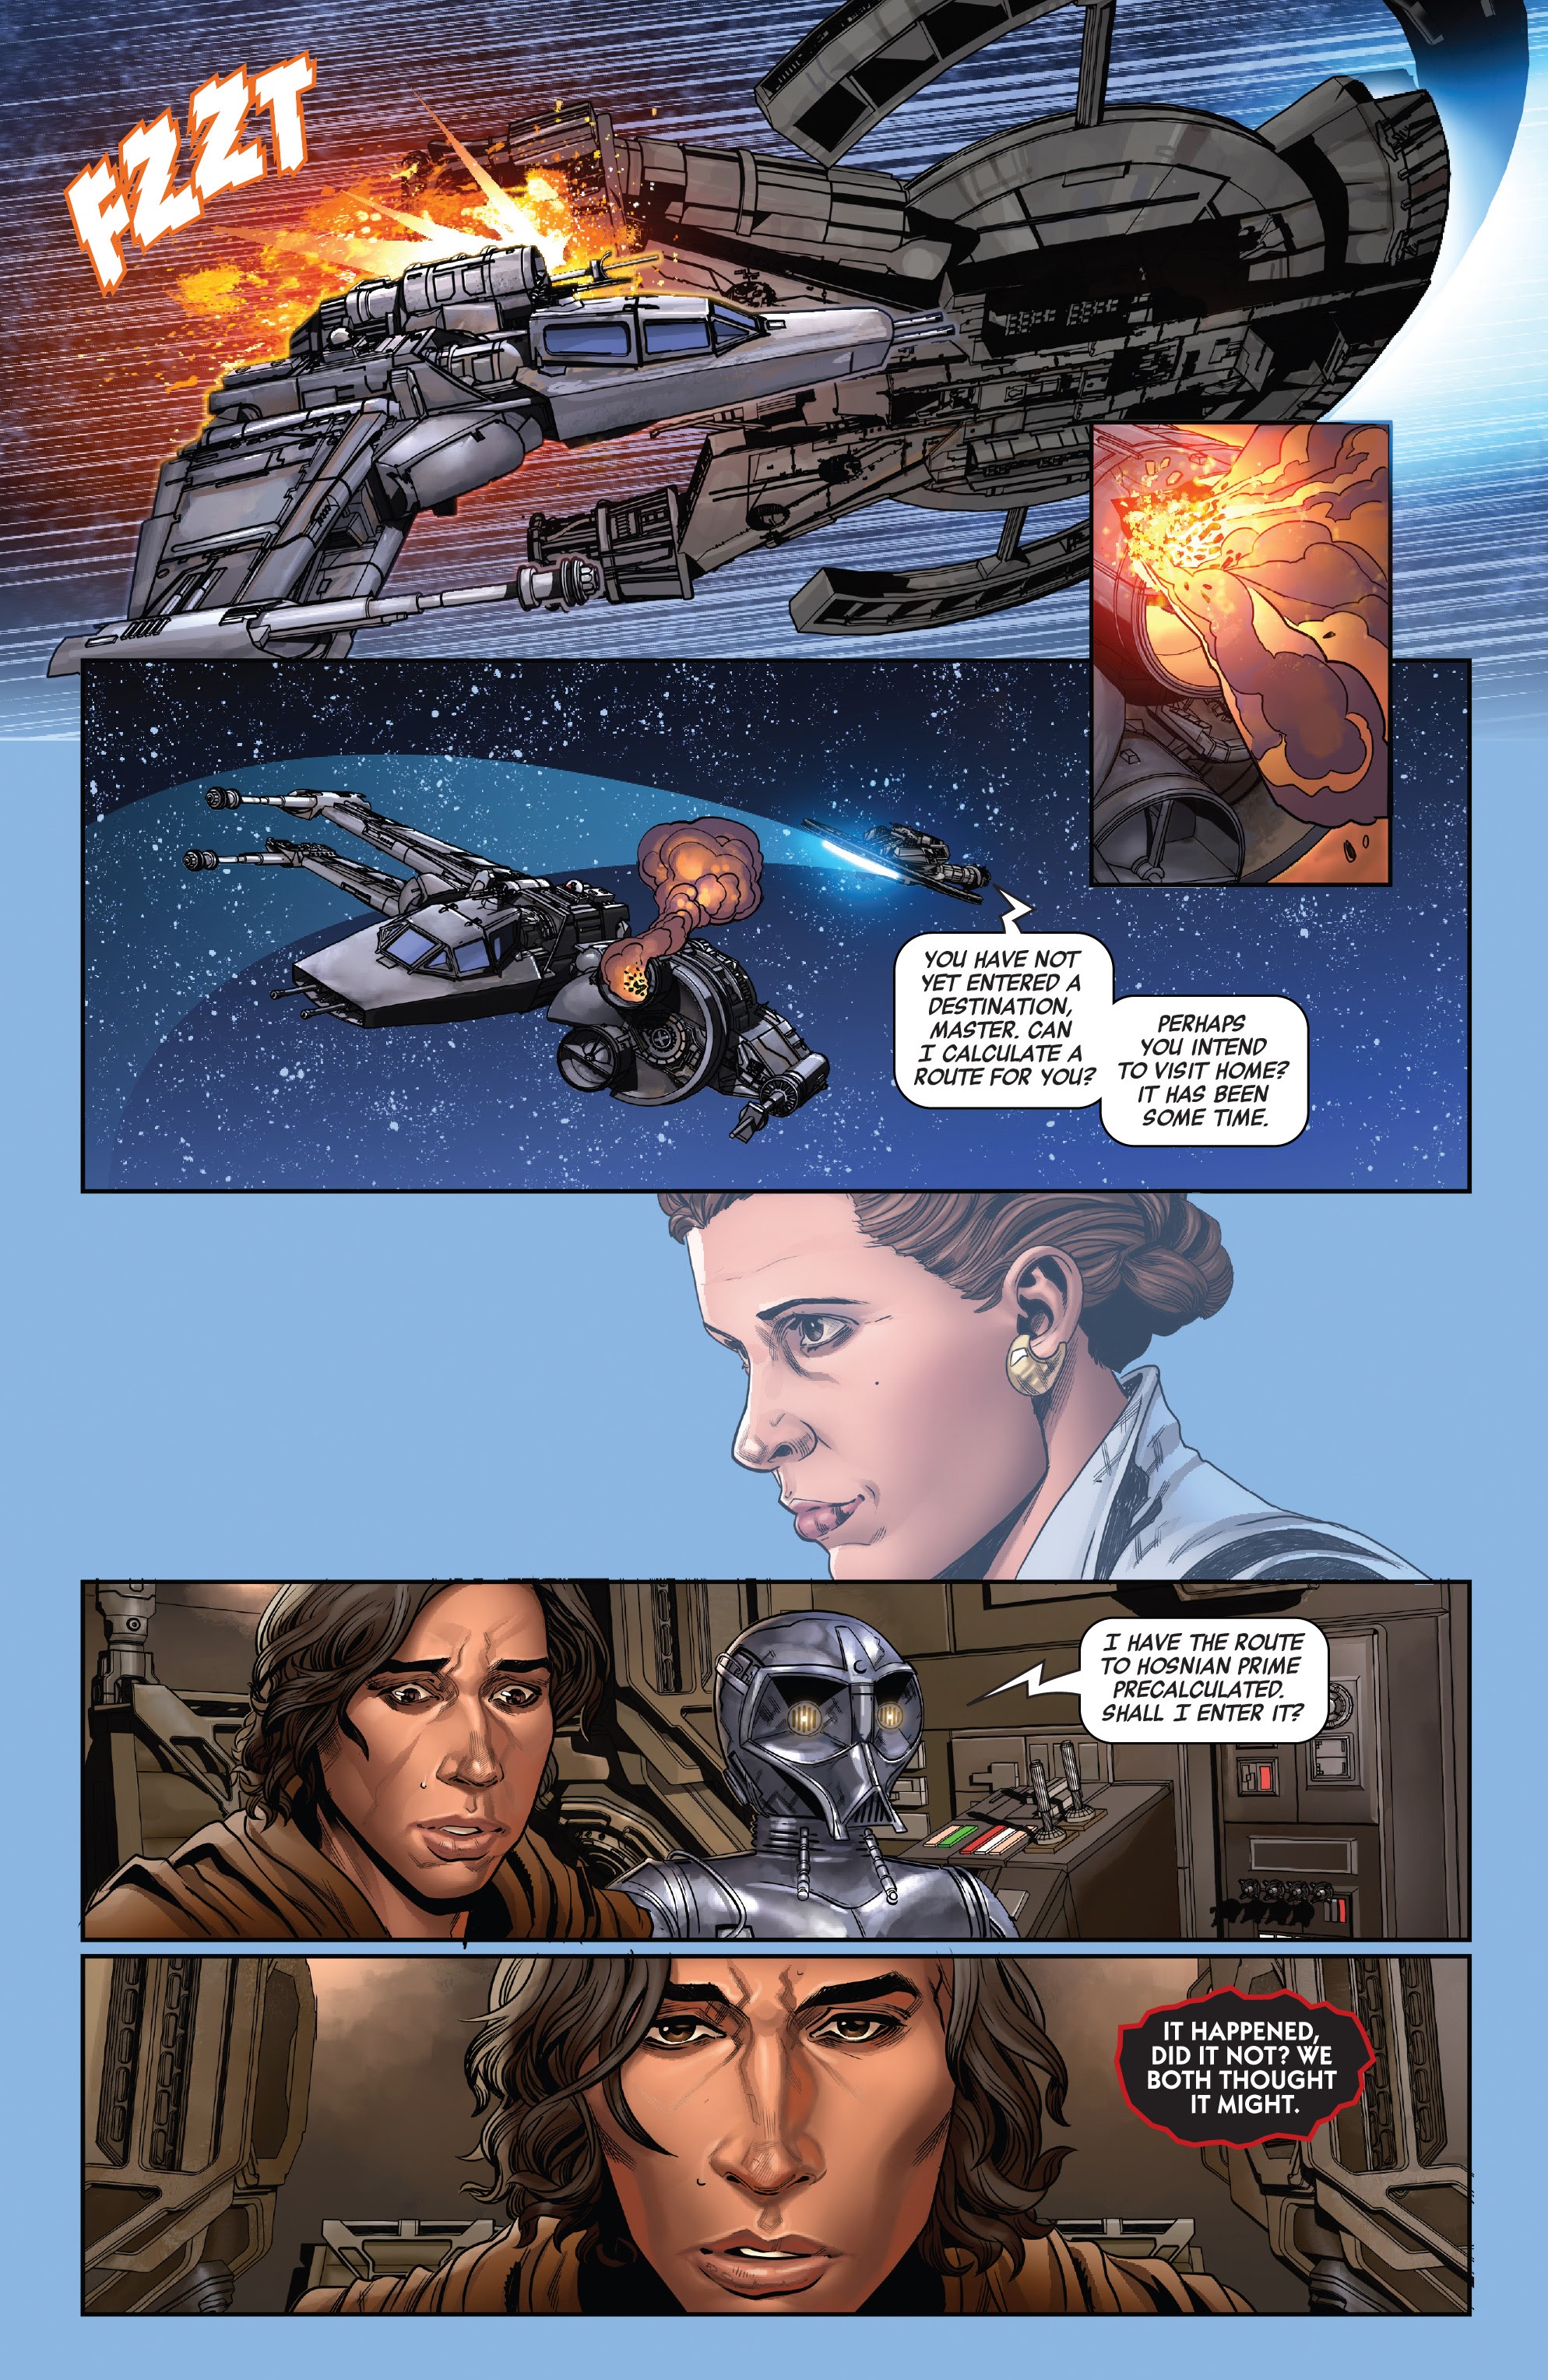 FZZT
YOU HAVE NOT
YET ENTERED A
DESTINATION,
MASTER. CAN
I CALCULATE A
ROUTE FOR YOU?
PERHAPS
YOU INTEND
TO VISIT HOME?
IT HAS BEEN
SOME TIME.
I HAVE THE ROUTE
TO HOSNIAN PRIME
PRECALCULATED.
SHALL I ENTER IT?
IT HAPPENED,
DID IT NOT? WE
BOTH THOUGHT
IT MIGHT.